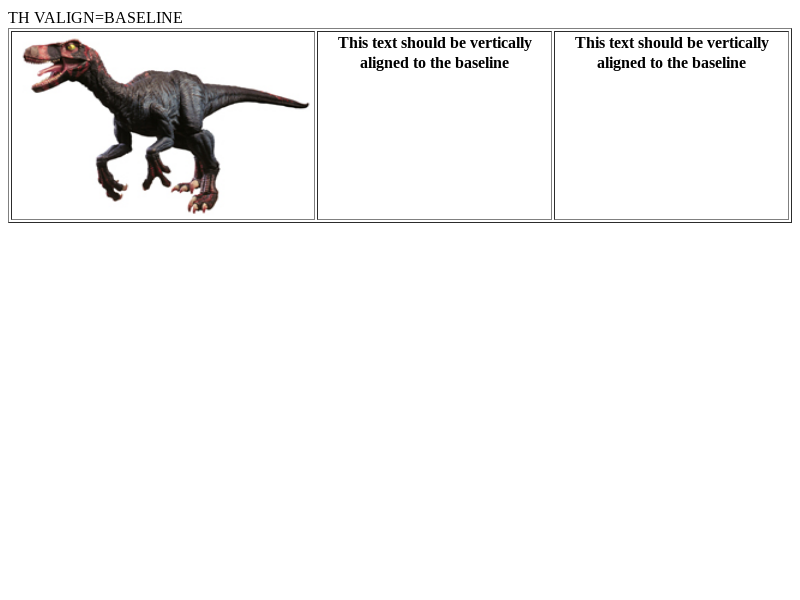 TH VALIGN=BASELINE
This text should be vertically
aligned to the baseline
This text should be vertically
aligned to the baseline